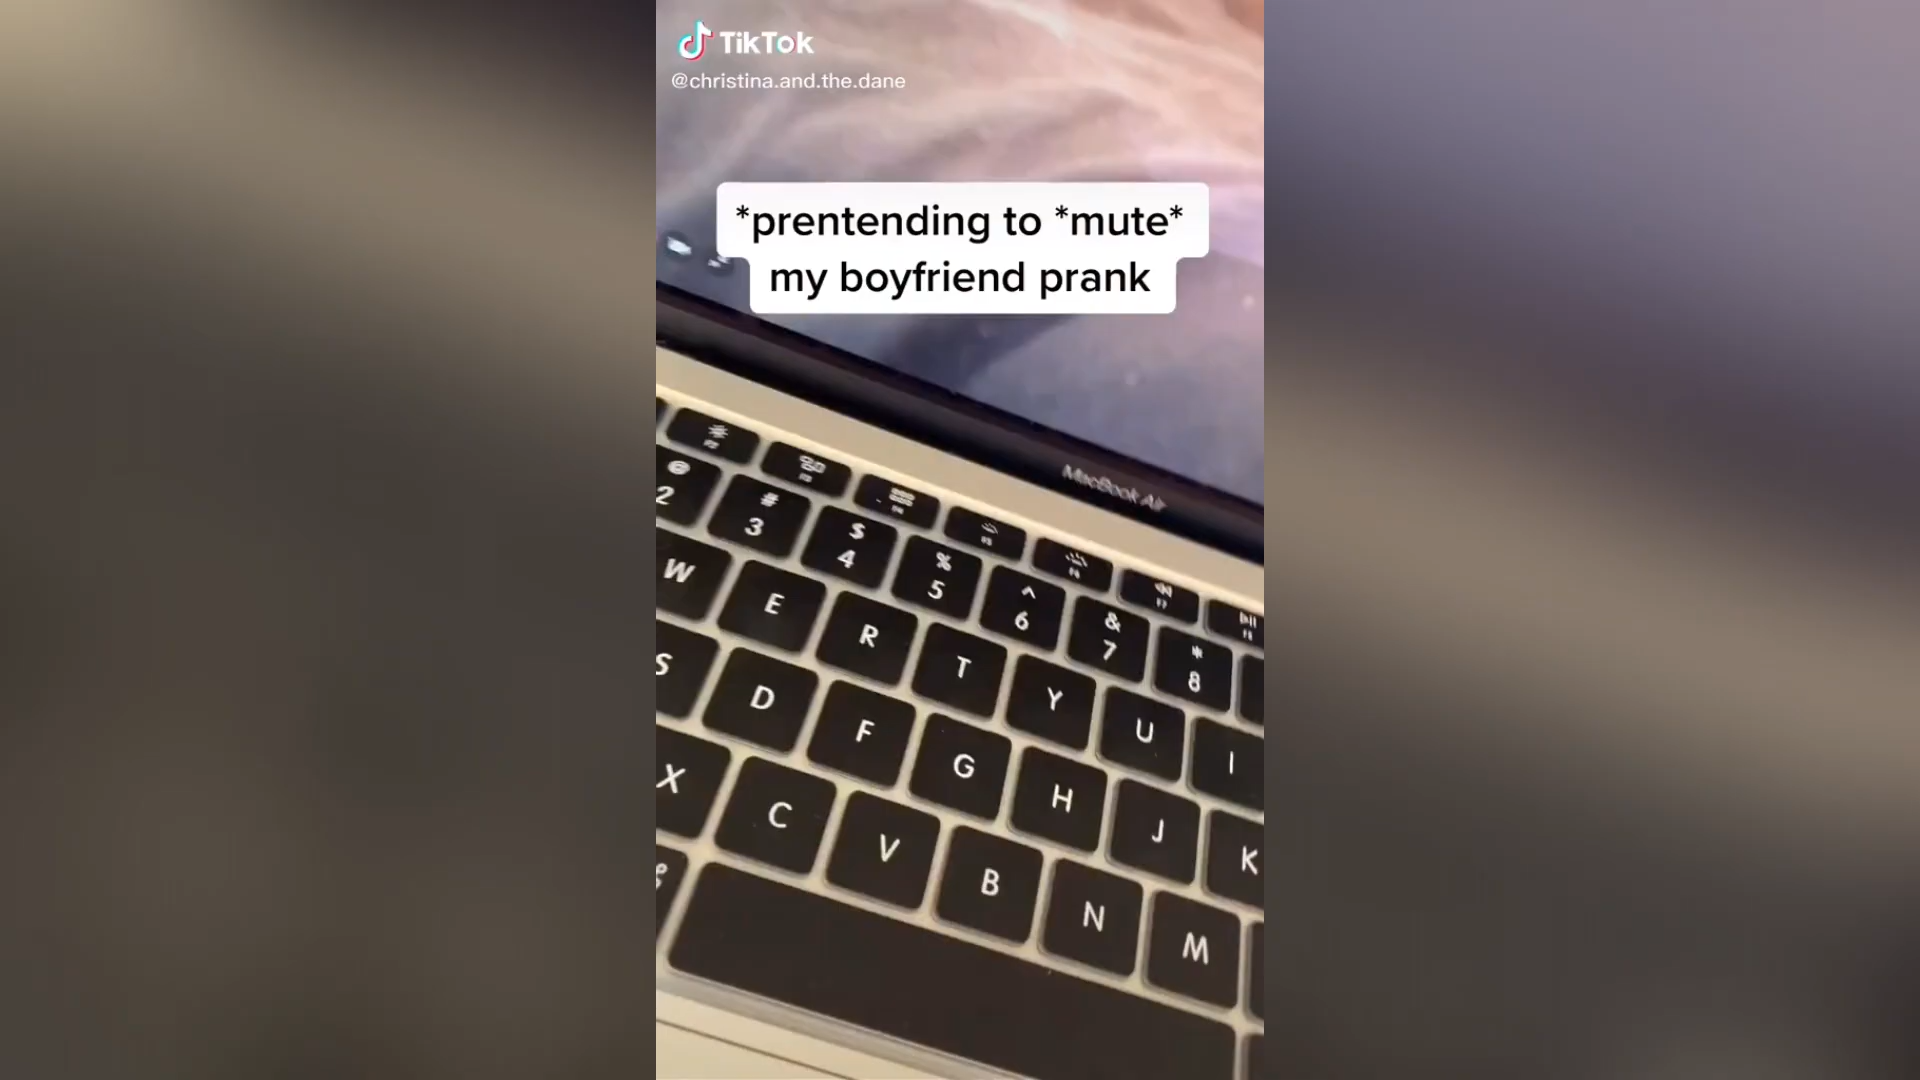 TikTok
@christina.and.the.dane
*prentending to *mute*
my boyfriend prank
MacBook Air
@ # $ % ^ & *
2 3 4 5 6 7 8
W E R T Y U I
S D F G H J K
X C V B N M